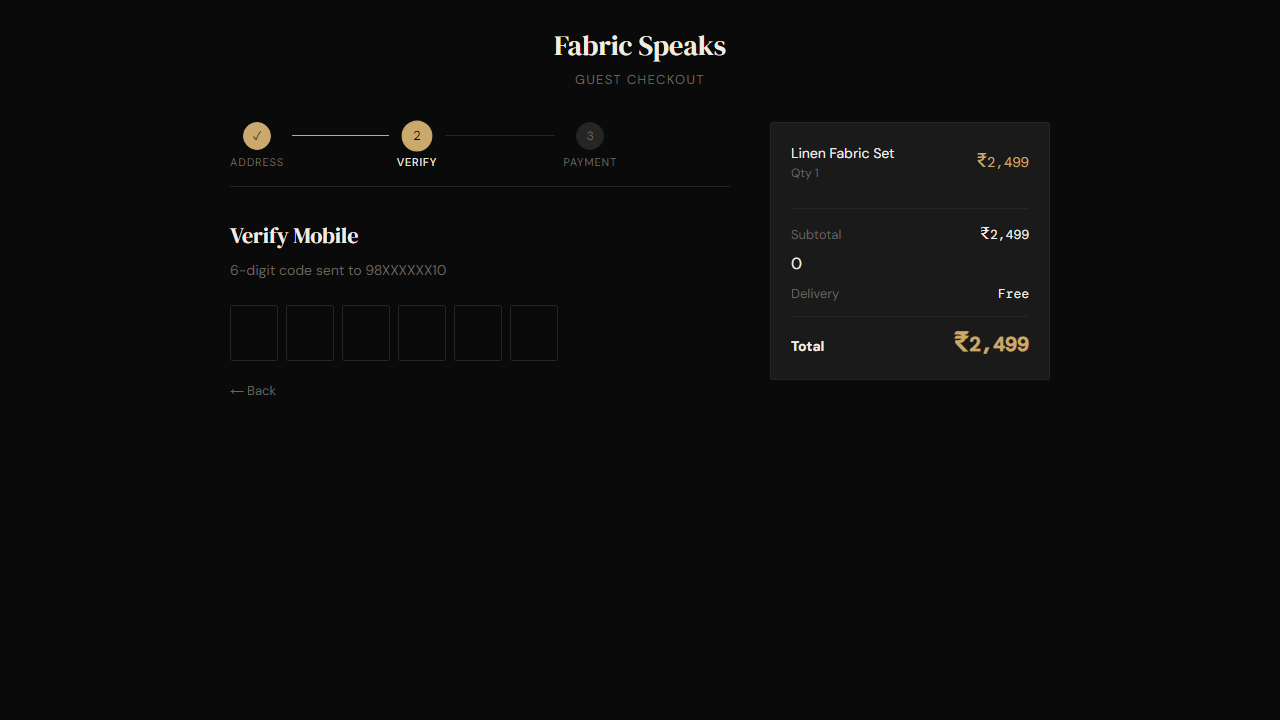 Fabric Speaks
GUEST CHECKOUT
✓ 2 3
ADDRESS VERIFY PAYMENT
Verify Mobile
6-digit code sent to 98XXXXXX10
← Back
Linen Fabric Set ₹2,499
Qty 1
Subtotal ₹2,499
0
Delivery Free
Total ₹2,499